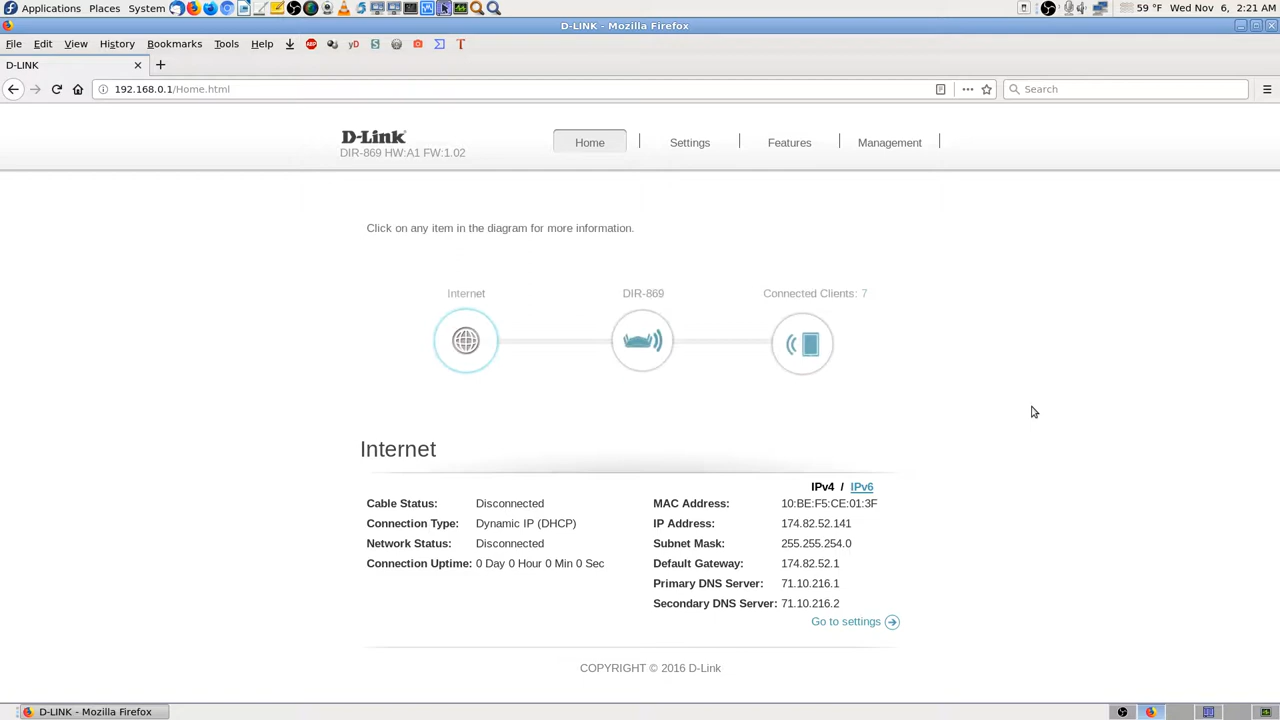 Applications Places System 59 °F Wed Nov 6, 2:21 AM
D-LINK - Mozilla Firefox
File Edit View History Bookmarks Tools Help ABP yD S T
D-LINK
192.168.0.1/Home.html Search
D-Link
DIR-869 HW:A1 FW:1.02
Home Settings Features Management
Click on any item in the diagram for more information.
Internet DIR-869 Connected Clients: 7
Internet
IPv4 / IPv6
Cable Status: Disconnected MAC Address: 10:BE:F5:CE:01:3F
Connection Type: Dynamic IP (DHCP) IP Address: 174.82.52.141
Network Status: Disconnected Subnet Mask: 255.255.254.0
Connection Uptime: 0 Day 0 Hour 0 Min 0 Sec Default Gateway: 174.82.52.1
Primary DNS Server: 71.10.216.1
Secondary DNS Server: 71.10.216.2
Go to settings
COPYRIGHT © 2016 D-Link
D-LINK - Mozilla Firefox